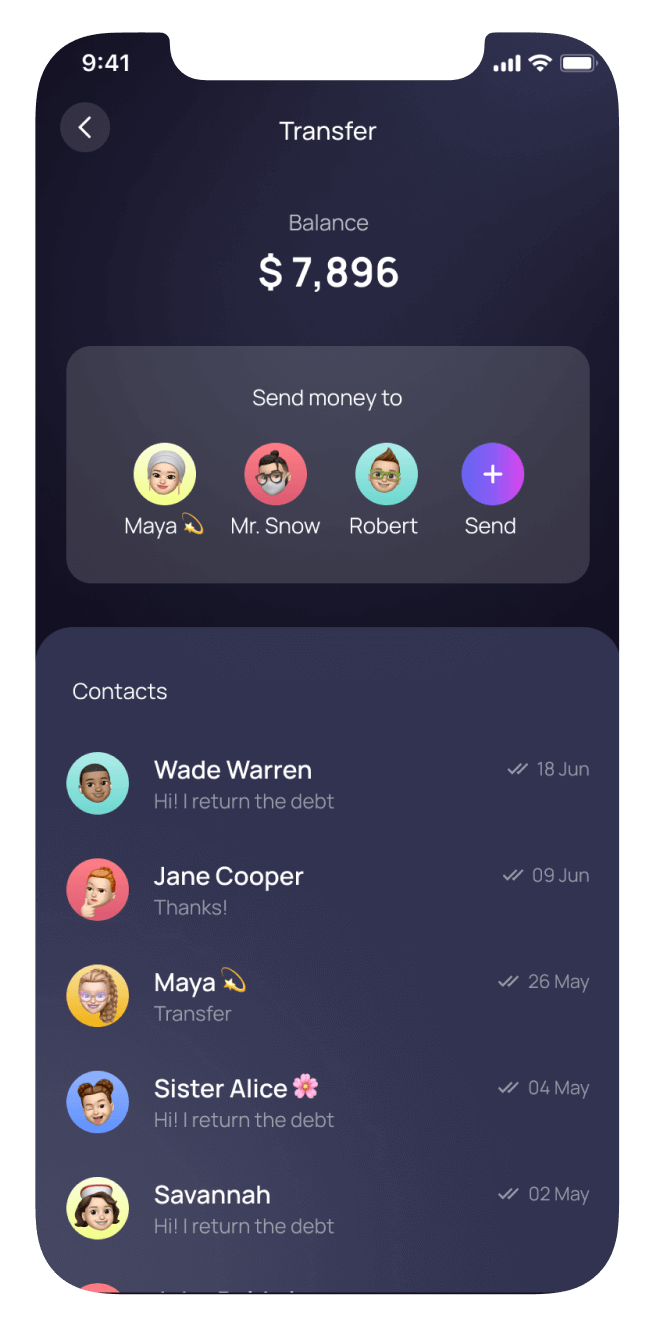 9:41
Transfer
Balance
$ 7,896
Send money to
Maya 💫 Mr. Snow Robert Send
Contacts
Wade Warren 18 Jun
Hi! I return the debt
Jane Cooper 09 Jun
Thanks!
Maya 💫 26 May
Transfer
Sister Alice 🌸 04 May
Hi! I return the debt
Savannah 02 May
Hi! I return the debt